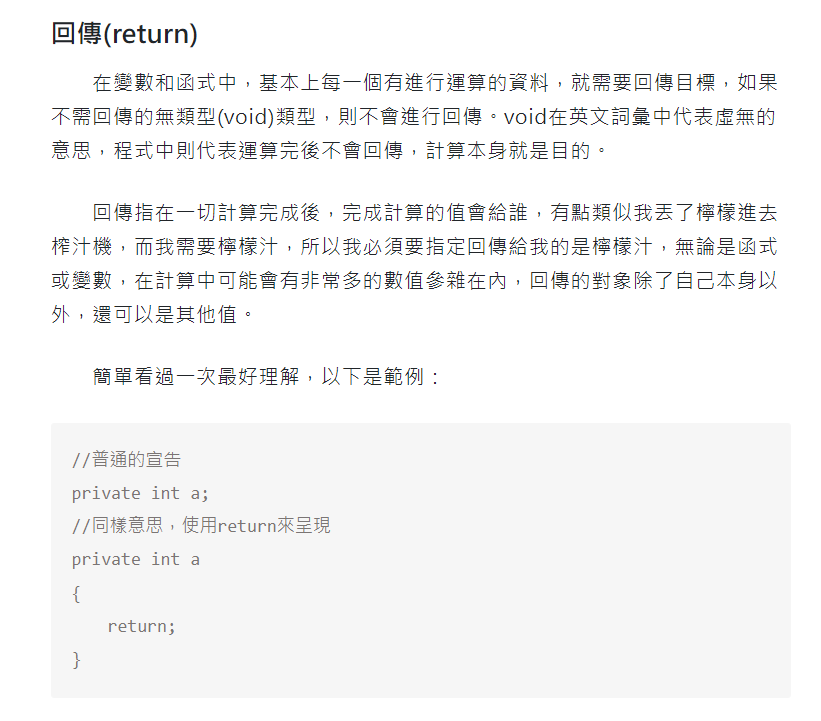 回傳(return)
在變數和函式中，基本上每一個有進行運算的資料，就需要回傳目標，如果
不需回傳的無類型(void)類型，則不會進行回傳。void在英文詞彙中代表虛無的
意思，程式中則代表運算完後不會回傳，計算本身就是目的。
回傳指在一切計算完成後，完成計算的值會給誰，有點類似我丟了檸檬進去
榨汁機，而我需要檸檬汁，所以我必須要指定回傳給我的是檸檬汁，無論是函式
或變數，在計算中可能會有非常多的數值參雜在內，回傳的對象除了自己本身以
外，還可以是其他值。
簡單看過一次最好理解，以下是範例：
//普通的宣告
private int a;
//同樣意思，使用return來呈現
private int a
{
    return;
}